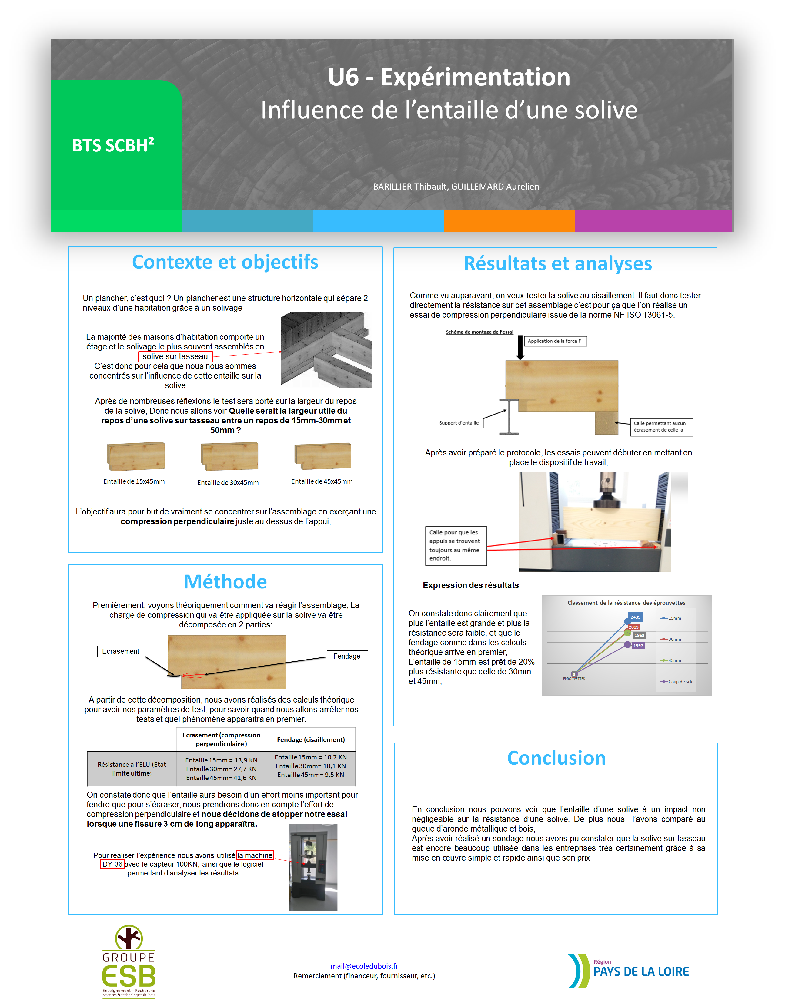 U6 - Expérimentation
Influence de l’entaille d’une solive
BTS SCBH²
BARILLIER Thibault, GUILLEMARD Aurelien
Contexte et objectifs
Un plancher, c’est quoi ? Un plancher est une structure horizontale qui sépare 2
niveaux d’une habitation grâce à un solivage
La majorité des maisons d’habitation comporte un
étage et le solivage le plus souvent assemblés en
solive sur tasseau
C’est donc pour cela que nous nous sommes
concentrés sur l’influence de cette entaille sur la
solive
Après de nombreuses réflexions le test sera porté sur la largeur du repos
de la solive, Donc nous allons voir Quelle serait la largeur utile du
repos d’une solive sur tasseau entre un repos de 15mm-30mm et
50mm ?
Entaille de 15x45mm
Entaille de 30x45mm
Entaille de 45x45mm
L’objectif aura pour but de vraiment se concentrer sur l’assemblage en exerçant une
compression perpendiculaire juste au dessus de l’appui,
Méthode
Premièrement, voyons théoriquement comment va réagir l’assemblage, La
charge de compression qui va être appliquée sur la solive va être
décomposée en 2 parties:
Ecrasement
Fendage
A partir de cette décomposition, nous avons réalisés des calculs théorique
pour avoir nos paramètres de test, pour savoir quand nous allons arrêter nos
tests et quel phénomène apparaitra en premier.
Ecrasement (compression
perpendiculaire )
Fendage (cisaillement)
Résistance à l’ELU (Etat
limite ultime)
Entaille 15mm = 13,9 KN
Entaille 30mm= 27,7 KN
Entaille 45mm= 41,6 KN
Entaille 15mm = 10,7 KN
Entaille 30mm= 10,1 KN
Entaille 45mm= 9,5 KN
On constate donc que l’entaille aura besoin d’un effort moins important pour
fendre que pour s’écraser, nous prendrons donc en compte l’effort de
compression perpendiculaire et nous décidons de stopper notre essai
lorsque une fissure 3 cm de long apparaîtra.
Pour réaliser l’expérience nous avons utilisé la machine
DY 36 avec le capteur 100KN, ainsi que le logiciel
permettant d’analyser les résultats
Résultats et analyses
Comme vu auparavant, on veux tester la solive au cisaillement. Il faut donc tester
directement la résistance sur cet assemblage c’est pour ça que l’on réalise un
essai de compression perpendiculaire issue de la norme NF ISO 13061-5.
Schéma de montage de l’essai
Application de la force F
Support d’entaille
Calle permettant aucun
écrasement de celle la
Après avoir préparé le protocole, les essais peuvent débuter en mettant en
place le dispositif de travail,
Calle pour que les
appuis se trouvent
toujours au même
endroit.
Expression des résultats
On constate donc clairement que
plus l’entaille est grande et plus la
résistance sera faible, et que le
fendage comme dans les calculs
théorique arrive en premier,
L’entaille de 15mm est prêt de 20%
plus résistante que celle de 30mm
et 45mm,
Classement de la résistance des éprouvettes
2489
2013
1963
1397
0
EPROUVETTES
15mm
30mm
45mm
Coup de scie
Conclusion
En conclusion nous pouvons voir que l’entaille d’une solive à un impact non
négligeable sur la résistance d’une solive. De plus nous l’avons comparé au
queue d’aronde métallique et bois,
Après avoir réalisé un sondage nous avons pu constater que la solive sur tasseau
est encore beaucoup utilisée dans les entreprises très certainement grâce à sa
mise en œuvre simple et rapide ainsi que son prix
GROUPE
ESB
Enseignement – Recherche
Sciences & technologies du bois
mail@ecoledubois.fr
Remerciement (financeur, fournisseur, etc.)
Région
PAYS DE LA LOIRE